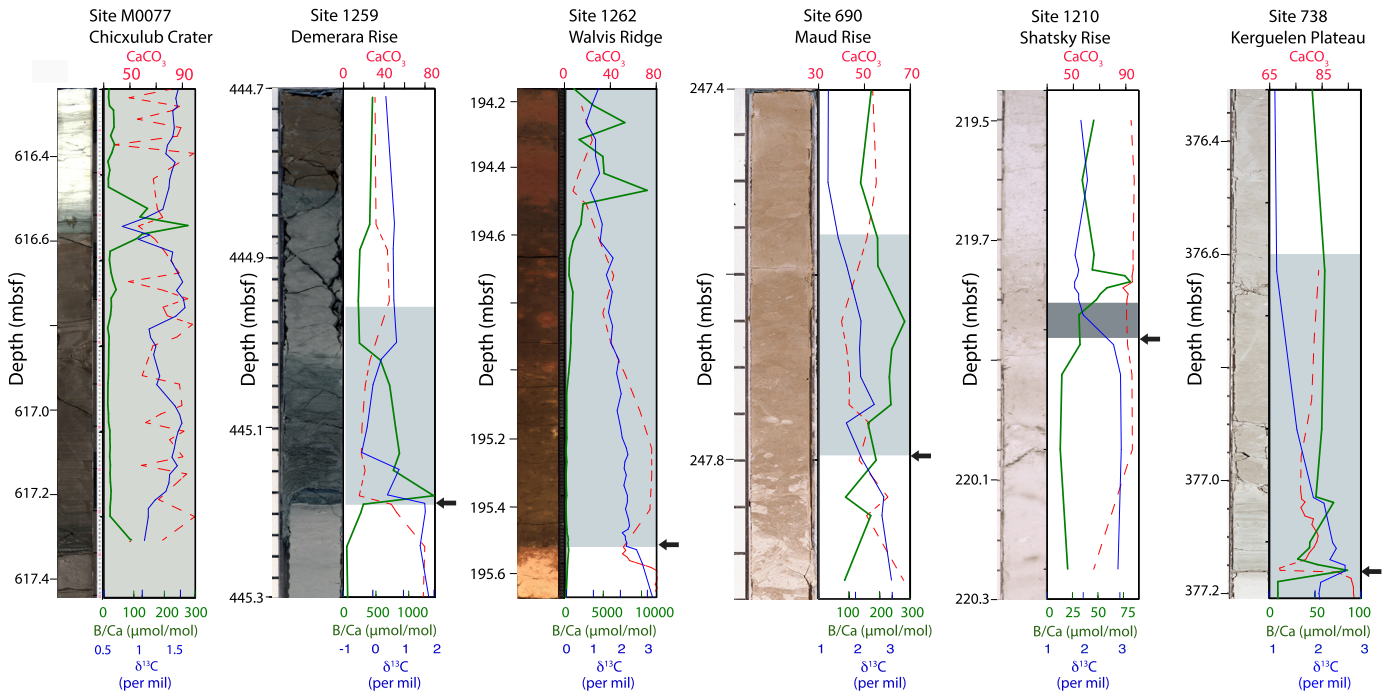 Site M0077
Chicxulub Crater
CaCO3
50 90
616.4
616.6
617.0
617.2
617.4
Depth (mbsf)
0 100 200 300
B/Ca (μmol/mol)
0.5 1 1.5
δ13C
(per mil)
Site 1259
Demerara Rise
CaCO3
0 40 80
444.7
444.9
445.1
445.3
Depth (mbsf)
0 500 1000
B/Ca (μmol/mol)
-1 0 1 2
δ13C
(per mil)
Site 1262
Walvis Ridge
CaCO3
0 40 80
194.2
194.4
194.6
195.2
195.4
195.6
Depth (mbsf)
0 5000 10000
B/Ca (μmol/mol)
0 1 2 3
δ13C
(per mil)
Site 690
Maud Rise
CaCO3
30 50 70
247.4
247.8
Depth (mbsf)
100 200 300
B/Ca (μmol/mol)
1 2 3
δ13C
(per mil)
Site 1210
Shatsky Rise
CaCO3
50 90
219.5
219.7
220.1
220.3
Depth (mbsf)
0 25 50 75
B/Ca (μmol/mol)
1 2 3
δ13C
(per mil)
Site 738
Kerguelen Plateau
CaCO3
65 85
376.4
376.6
377.0
377.2
Depth (mbsf)
0 50 100
B/Ca (μmol/mol)
1 2 3
δ13C
(per mil)